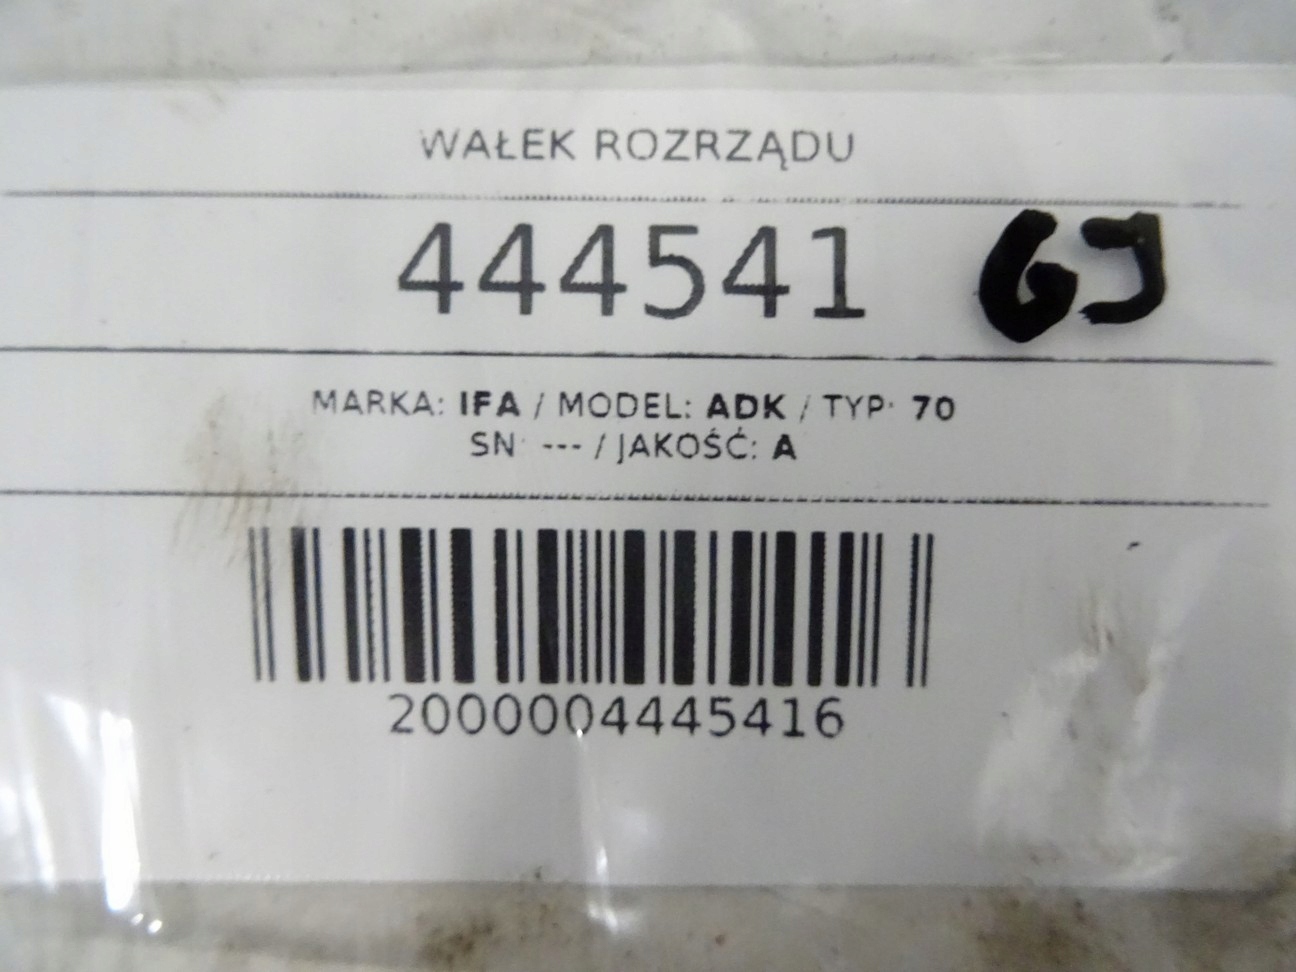 WAŁEK ROZRZĄDU
444541 GJ
MARKA: IFA / MODEL: ADK / TYP: 70
SN: --- / JAKOŚĆ: A
2000004445416